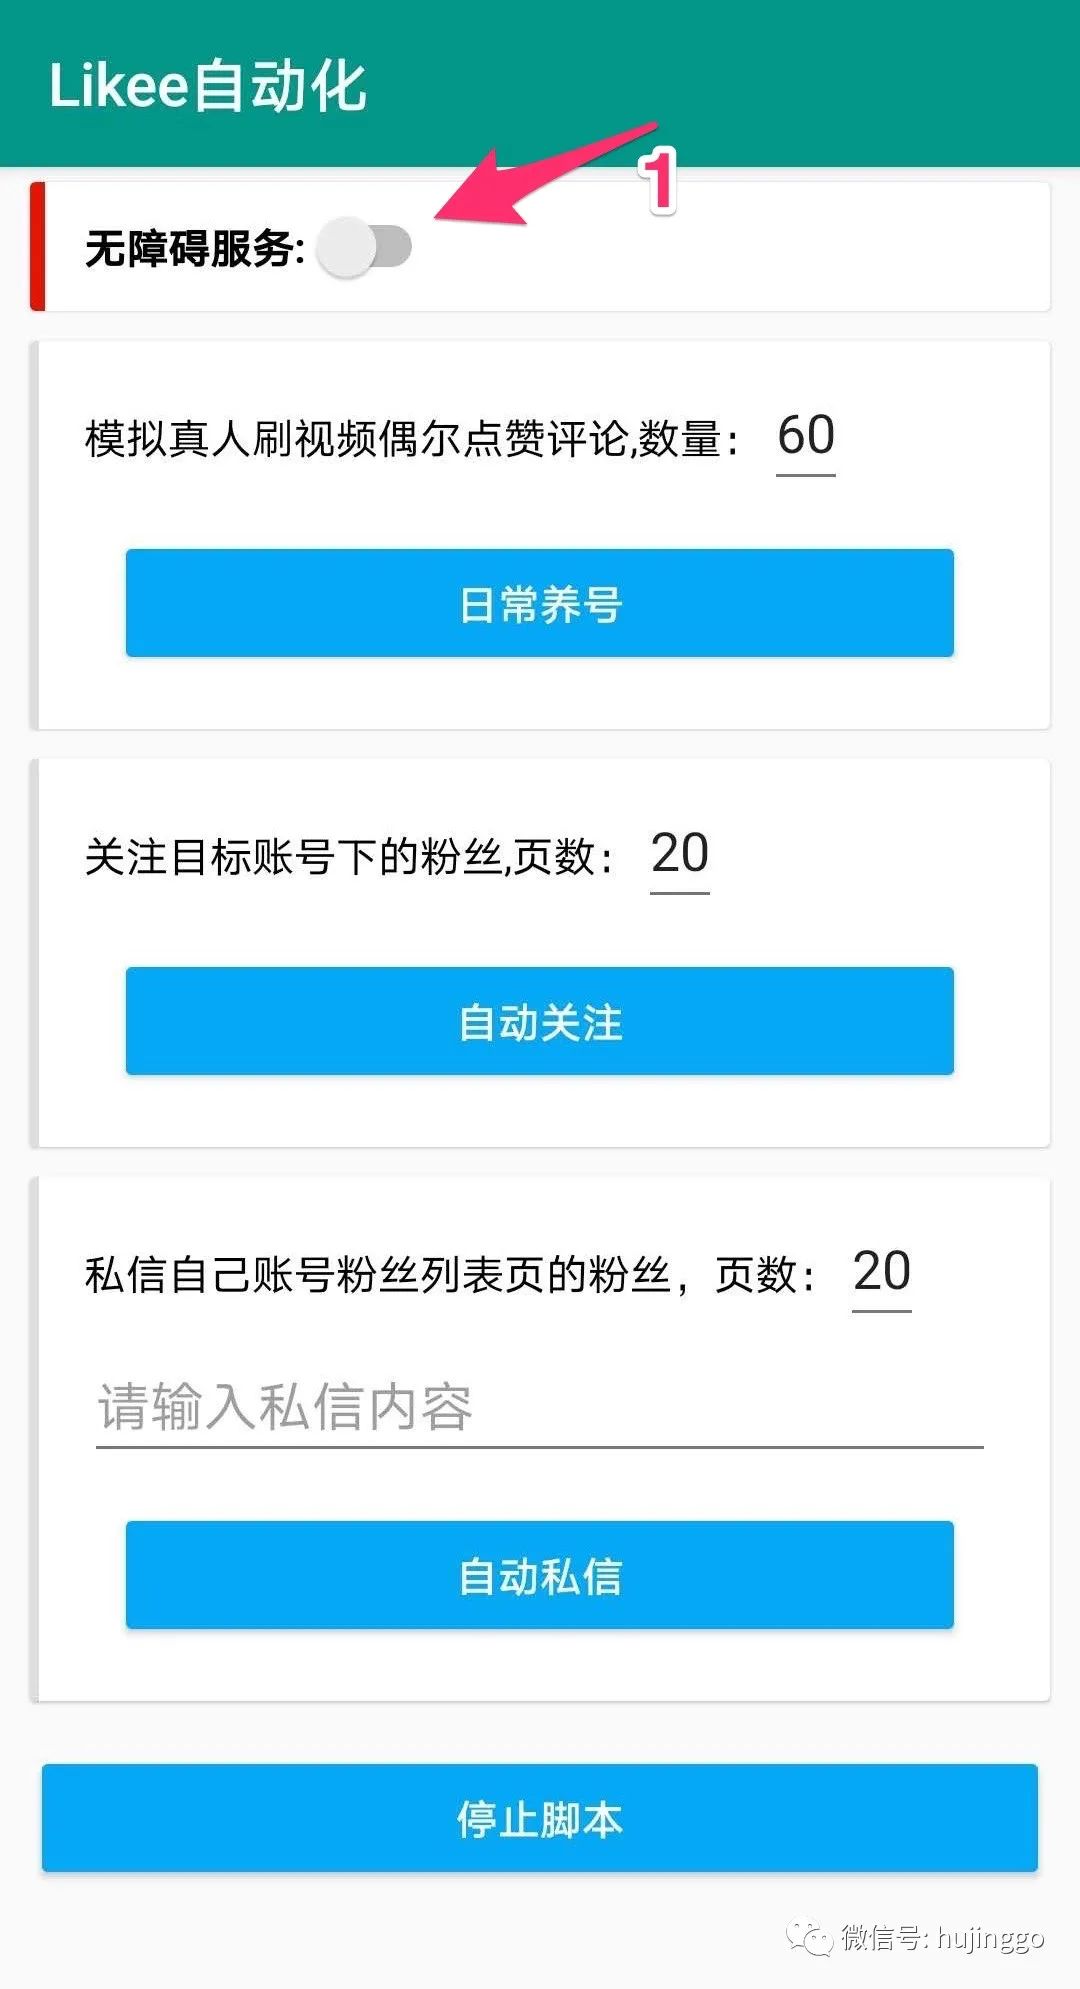 Likee自动化
1
无障碍服务:
模拟真人刷视频偶尔点赞评论,数量： 60
日常养号
关注目标账号下的粉丝,页数： 20
自动关注
私信自己账号粉丝列表页的粉丝，页数： 20
请输入私信内容
自动私信
停止脚本
微信号: hujinggo